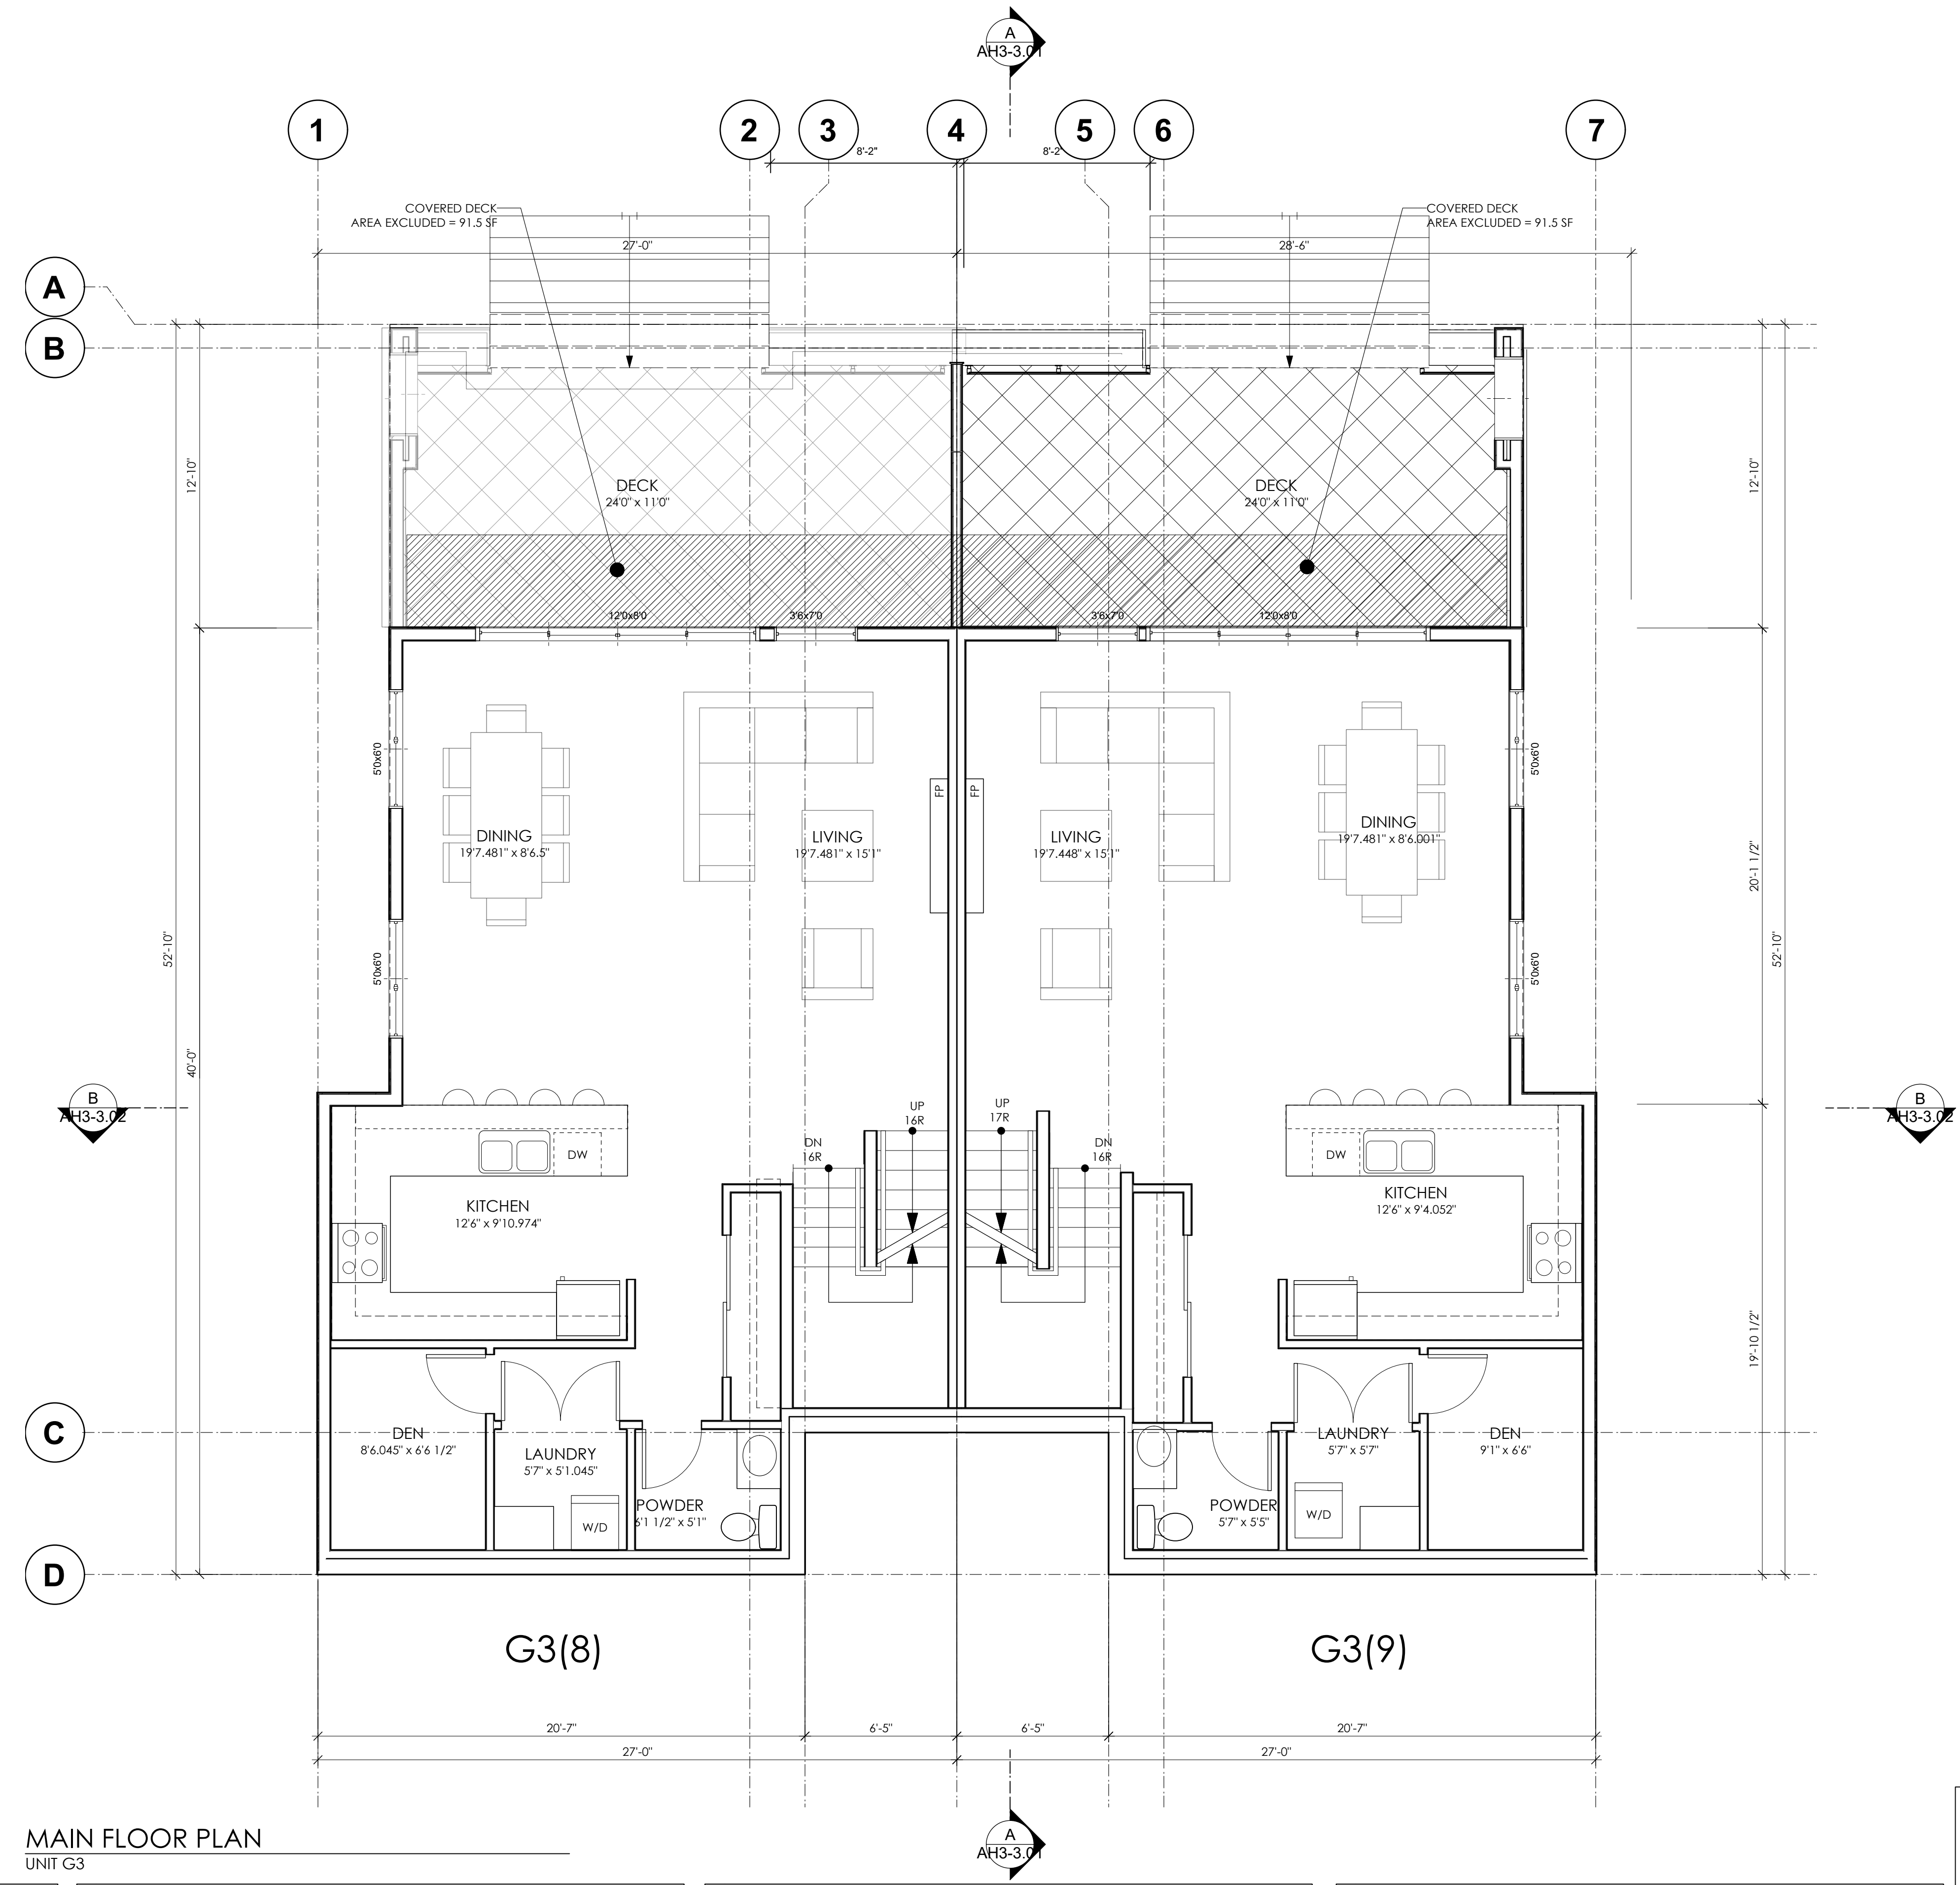 A
AH3-3.01
1
2
3
4
5
6
7
8'-2"
8'-2"
COVERED DECK
AREA EXCLUDED = 91.5 SF
COVERED DECK
AREA EXCLUDED = 91.5 SF
27'-0"
28'-6"
A
B
12'-10"
12'-10"
DECK
24'0" x 11'0"
DECK
24'0" x 11'0"
12'0x8'0
3'6x7'0
3'6x7'0
12'0x8'0
5'0x6'0
5'0x6'0
FP
FP
DINING
19'7.481" x 8'6.5"
LIVING
19'7.481" x 15'1"
LIVING
19'7.448" x 15'1"
DINING
19'7.481" x 8'6.001"
20'-1 1/2"
52'-10"
52'-10"
5'0x6'0
5'0x6'0
40'-0"
B
AH3-3.02
B
AH3-3.02
UP
16R
UP
17R
DN
16R
DN
16R
DW
DW
KITCHEN
12'6" x 9'10.974"
KITCHEN
12'6" x 9'4.052"
19'-10 1/2"
C
DEN
8'6.045" x 6'6 1/2"
LAUNDRY
5'7" x 5'1.045"
LAUNDRY
5'7" x 5'7"
DEN
9'1" x 6'6"
POWDER
6'1 1/2" x 5'1"
POWDER
5'7" x 5'5"
W/D
W/D
D
G3(8)
G3(9)
20'-7"
6'-5"
6'-5"
20'-7"
27'-0"
27'-0"
MAIN FLOOR PLAN
UNIT G3
A
AH3-3.01